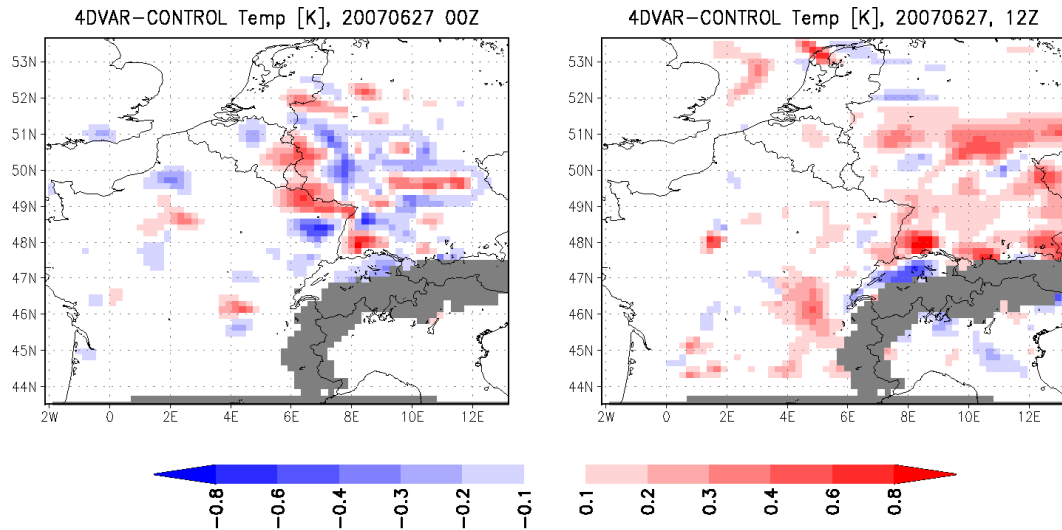 4DVAR-CONTROL Temp [K], 20070627 00Z
53N
52N
51N
50N
49N
48N
47N
46N
45N
44N
2W 0 2E 4E 6E 8E 10E 12E
4DVAR-CONTROL Temp [K], 20070627, 12Z
53N
52N
51N
50N
49N
48N
47N
46N
45N
44N
2W 0 2E 4E 6E 8E 10E 12E
-0.8 -0.6 -0.4 -0.3 -0.2 -0.1
0.1 0.2 0.3 0.4 0.6 0.8